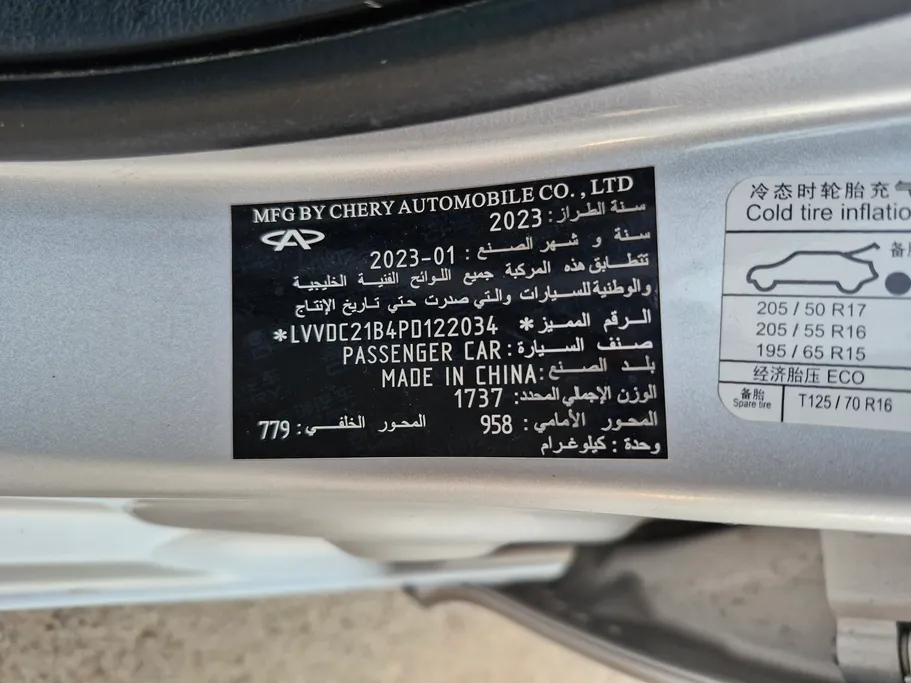 MFG BY CHERY AUTOMOBILE CO., LTD
سنة الطراز: 2023
سنة و شهر الصنع: 2023-01
تتطابق هذه المركبة جميع اللوائح الفنية الخليجية
والوطنية للسيارات والتي صدرت حتي تاريخ الإنتاج
الرقم المميز: *LVVDC21B4PD122034*
صنف السيارة: PASSENGER CAR
بلد الصنع: MADE IN CHINA
الوزن الإجمالي المحدد: 1737
المحور الأمامي: 958 المحور الخلفي: 779
وحدة: كيلوغرام
冷态时轮胎充气
Cold tire inflatio
备胎
205 / 50 R17
205 / 55 R16
195 / 65 R15
经济胎压 ECO
备胎
Spare tire
T125 / 70 R16